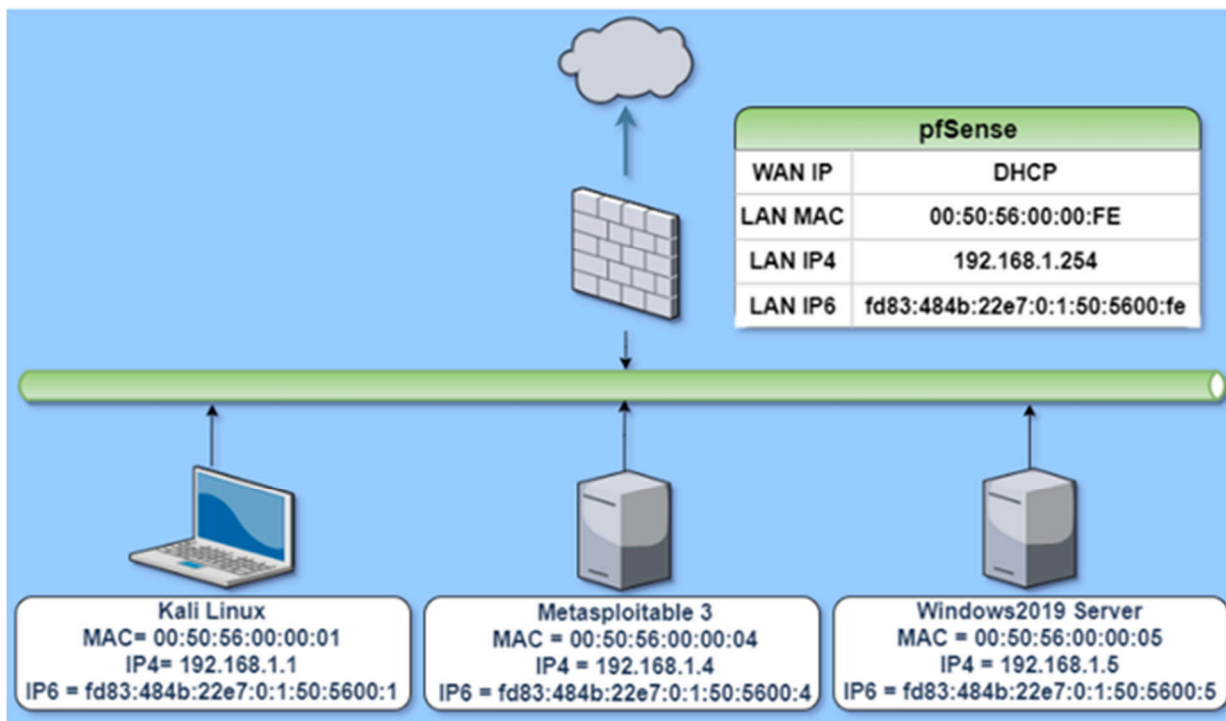 pfSense
WAN IP DHCP
LAN MAC 00:50:56:00:00:FE
LAN IP4 192.168.1.254
LAN IP6 fd83:484b:22e7:0:1:50:5600:fe
Kali Linux
MAC= 00:50:56:00:00:01
IP4= 192.168.1.1
IP6 = fd83:484b:22e7:0:1:50:5600:1
Metasploitable 3
MAC = 00:50:56:00:00:04
IP4 = 192.168.1.4
IP6 = fd83:484b:22e7:0:1:50:5600:4
Windows2019 Server
MAC = 00:50:56:00:00:05
IP4 = 192.168.1.5
IP6 = fd83:484b:22e7:0:1:50:5600:5